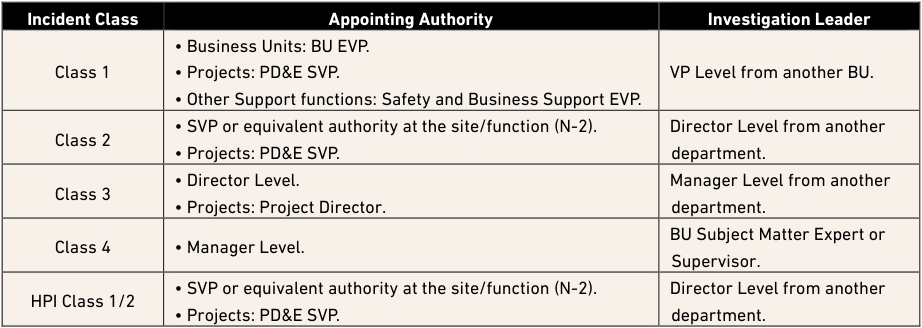 Incident Class Appointing Authority Investigation Leader
Class 1
• Business Units: BU EVP.
• Projects: PD&E SVP.
• Other Support functions: Safety and Business Support EVP.
VP Level from another BU.
Class 2
• SVP or equivalent authority at the site/function (N-2).
• Projects: PD&E SVP.
Director Level from another
department.
Class 3
• Director Level.
• Projects: Project Director.
Manager Level from another
department.
Class 4
• Manager Level.
BU Subject Matter Expert or
Supervisor.
HPI Class 1/2
• SVP or equivalent authority at the site/function (N-2).
• Projects: PD&E SVP.
Director Level from another
department.